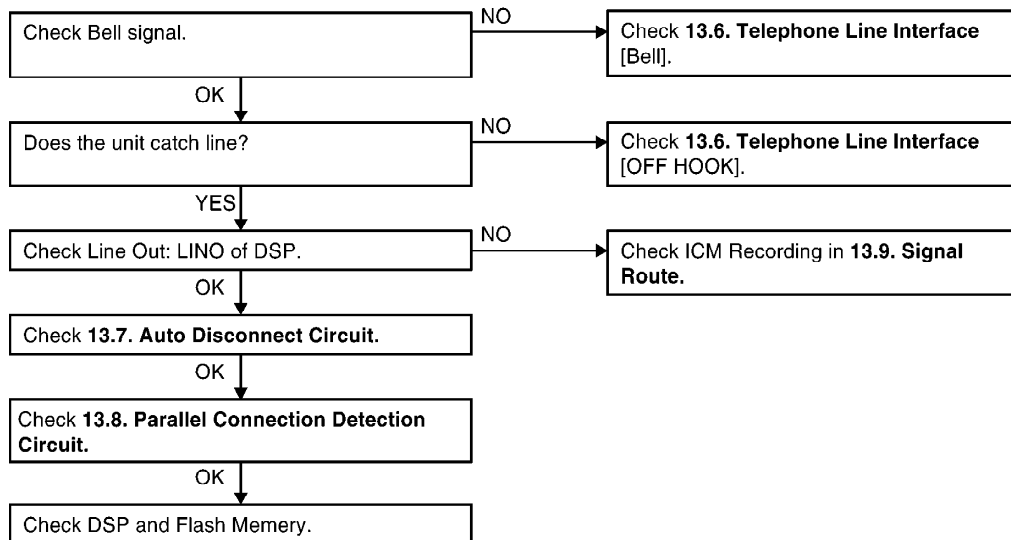 Check Bell signal.
NO
Check 13.6. Telephone Line Interface
[Bell].
OK
Does the unit catch line?
NO
Check 13.6. Telephone Line Interface
[OFF HOOK].
YES
Check Line Out: LINO of DSP.
NO
Check ICM Recording in 13.9. Signal
Route.
OK
Check 13.7. Auto Disconnect Circuit.
OK
Check 13.8. Parallel Connection Detection
Circuit.
OK
Check DSP and Flash Memery.